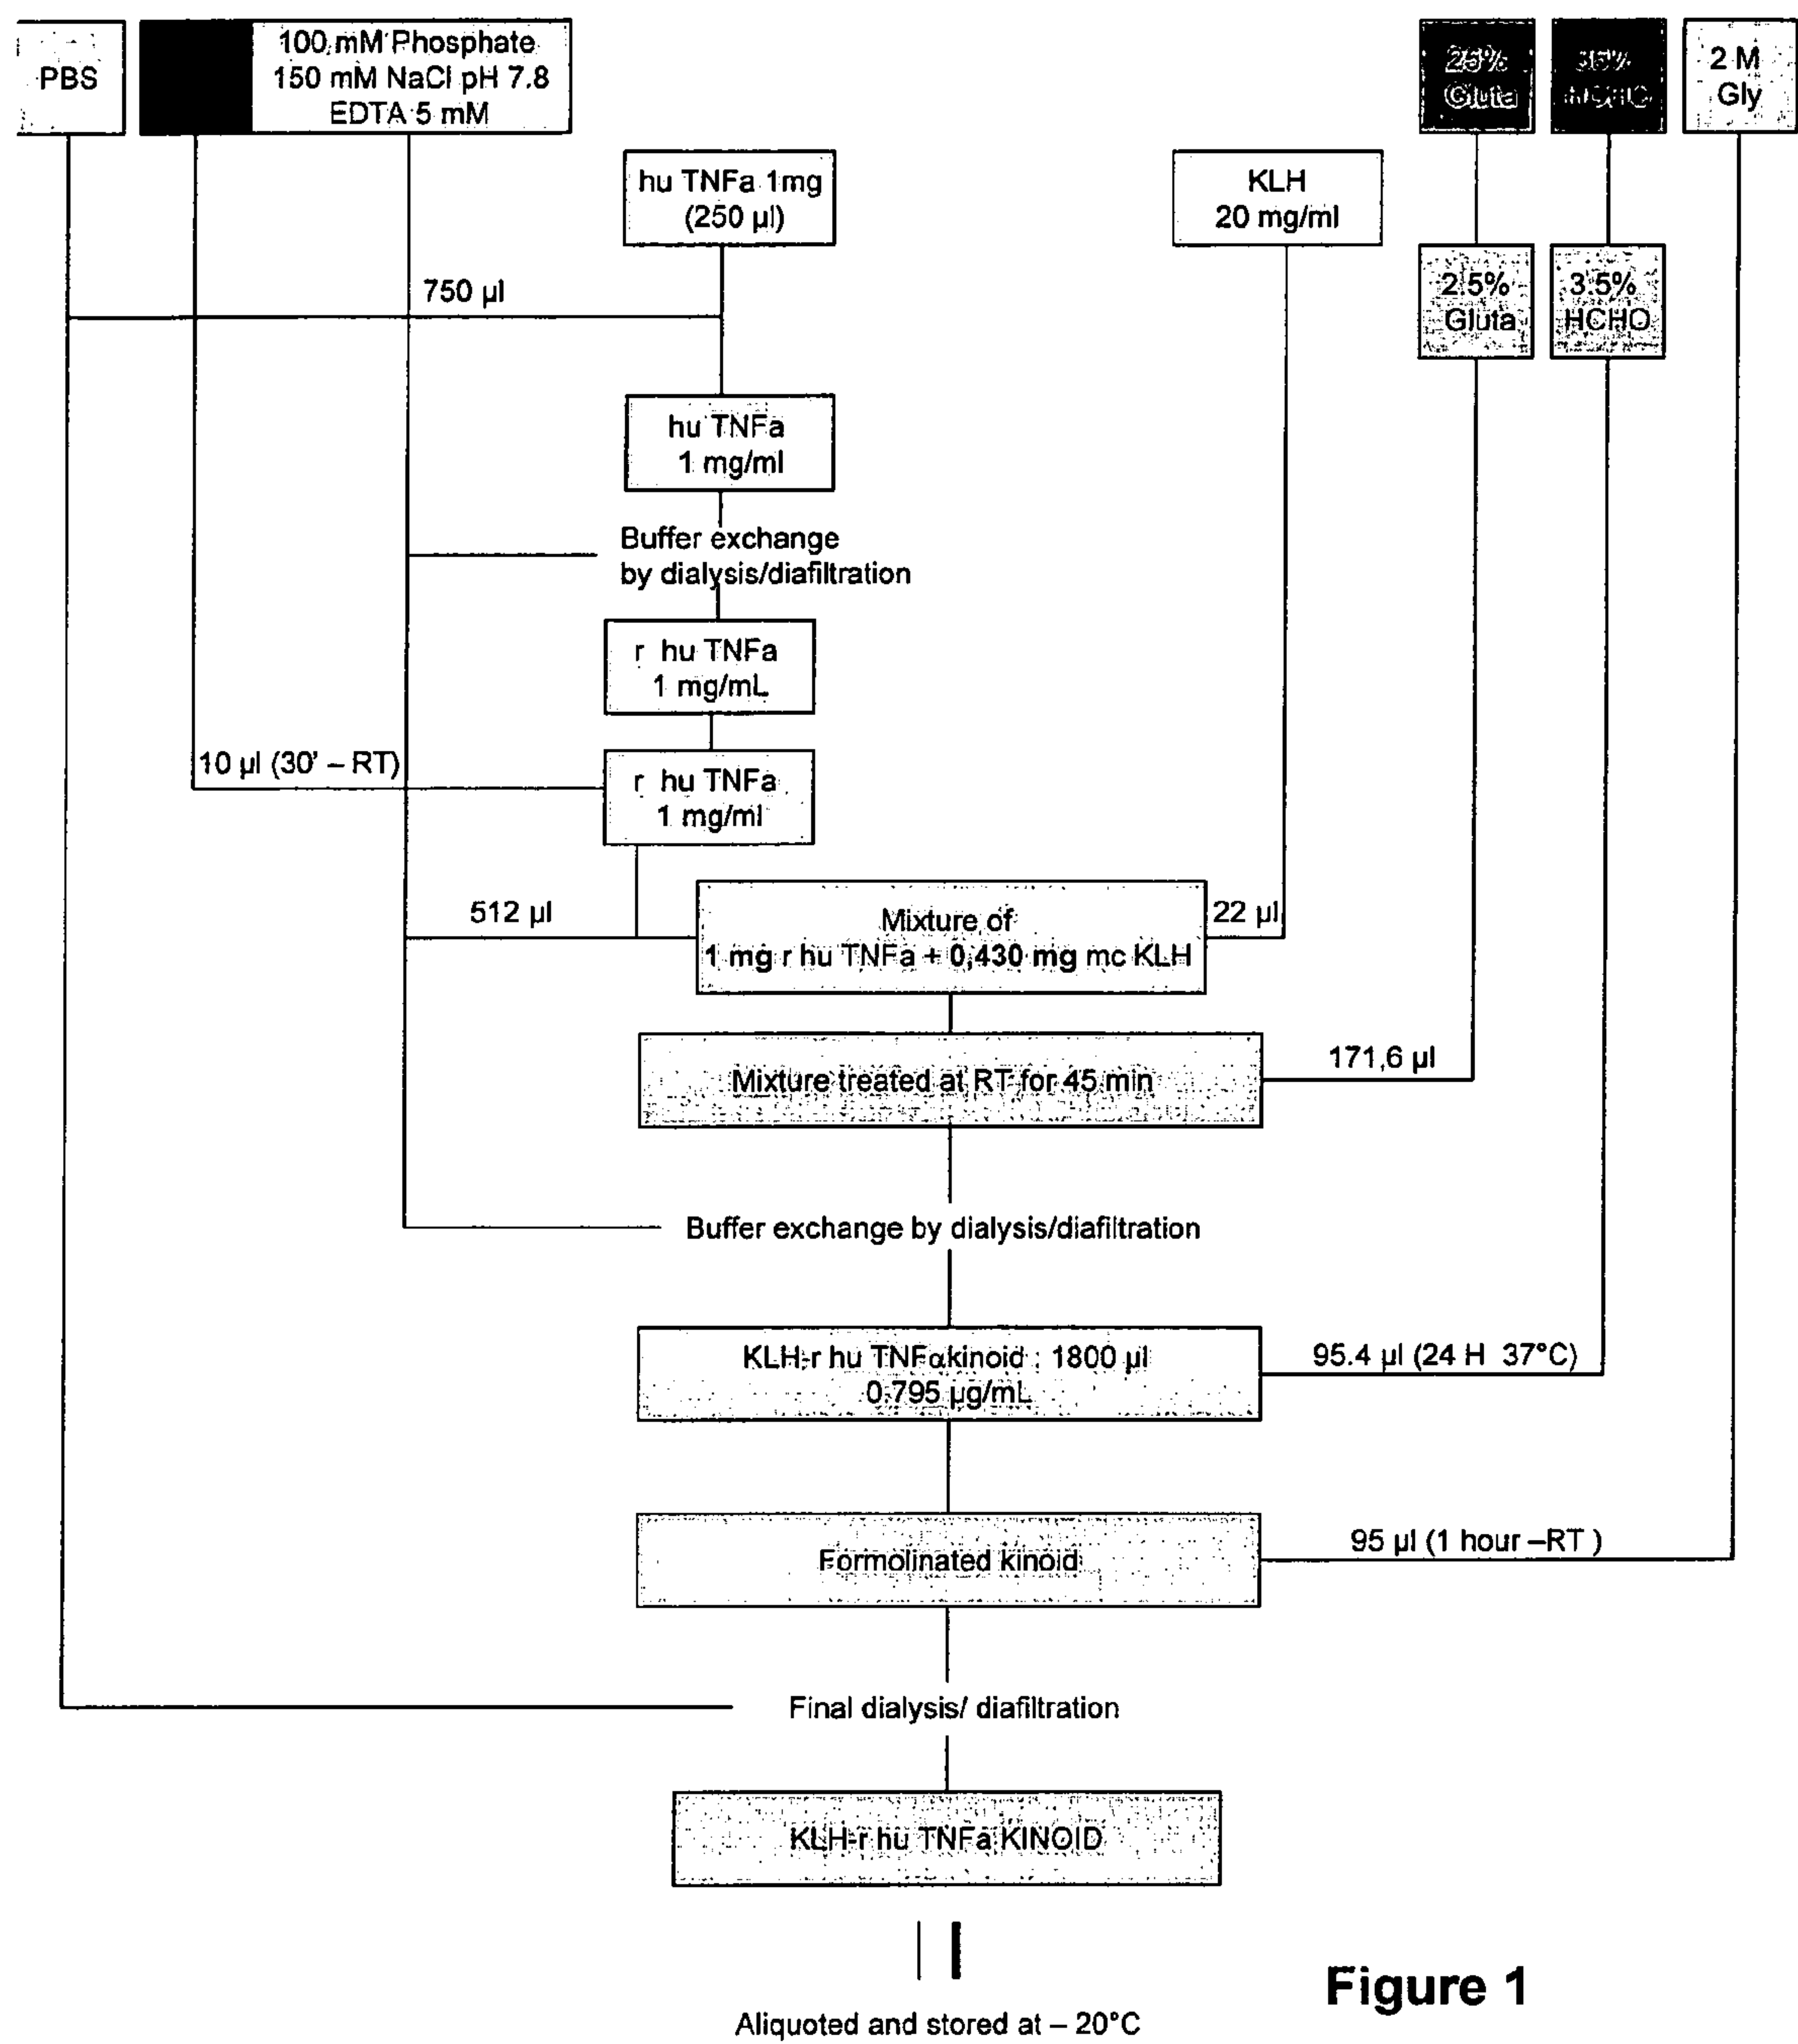 PBS
100 mM Phosphate
150 mM NaCl pH 7.8
EDTA 5 mM
25%
Gluta
35%
HCHO
2 M
Gly
hu TNFa 1mg
(250 µl)
KLH
20 mg/ml
2.5%
Gluta
3.5%
HCHO
750 µl
hu TNFa
1 mg/ml
Buffer exchange
by dialysis/diafiltration
r hu TNFa
1 mg/mL
10 µl (30' – RT)
r hu TNFa
1 mg/ml
512 µl
Mixture of
1 mg r hu TNFa + 0,430 mg mc KLH
22 µl
Mixture treated at RT for 45 min
171,6 µl
Buffer exchange by dialysis/diafiltration
KLH-r hu TNFαkinoid : 1800 µl
0.795 µg/mL
95.4 µl (24 H 37°C)
Formolinated kinoid
95 µl (1 hour –RT )
Final dialysis/ diafiltration
KLH-r hu TNFa KINOID
Figure 1
Aliquoted and stored at – 20°C